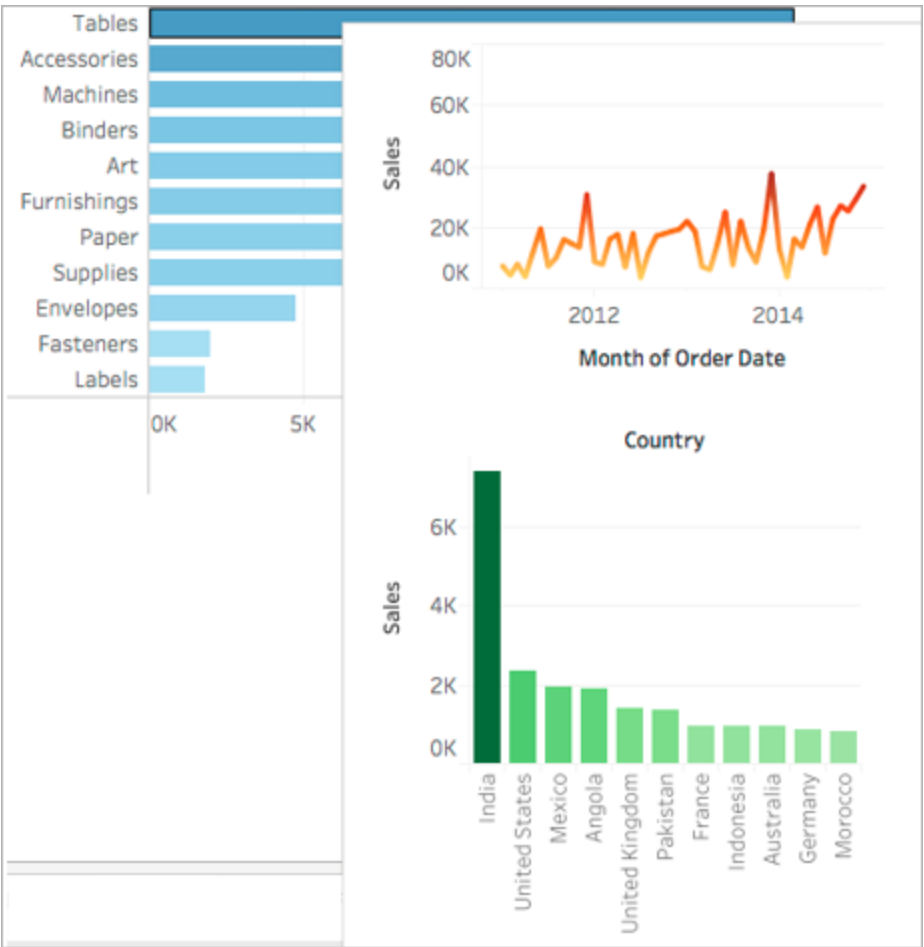 Tables
Accessories
Machines
Binders
Art
Furnishings
Paper
Supplies
Envelopes
Fasteners
Labels
0K
5K
80K
60K
40K
20K
0K
Sales
2012
2014
Month of Order Date
Country
6K
4K
2K
0K
Sales
India
United States
Mexico
Angola
United Kingdom
Pakistan
France
Indonesia
Australia
Germany
Morocco